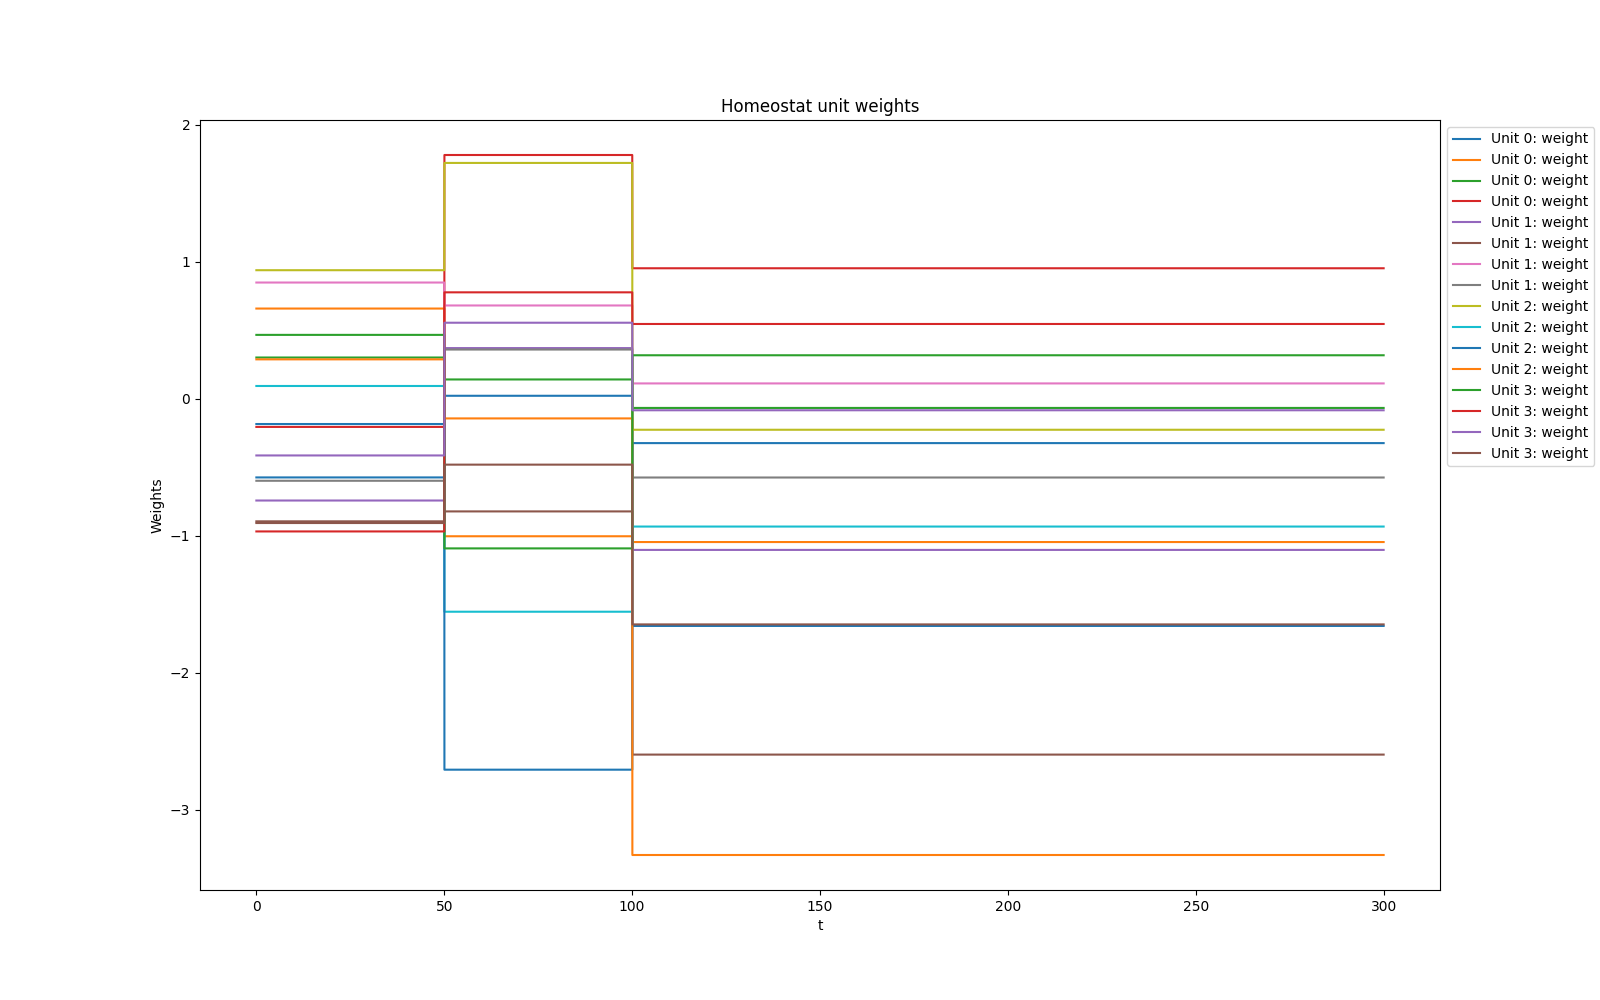 Homeostat unit weights
2
1
0
−1
−2
−3
Weights
0
50
100
150
200
250
300
t
Unit 0: weight
Unit 0: weight
Unit 0: weight
Unit 0: weight
Unit 1: weight
Unit 1: weight
Unit 1: weight
Unit 1: weight
Unit 2: weight
Unit 2: weight
Unit 2: weight
Unit 2: weight
Unit 3: weight
Unit 3: weight
Unit 3: weight
Unit 3: weight